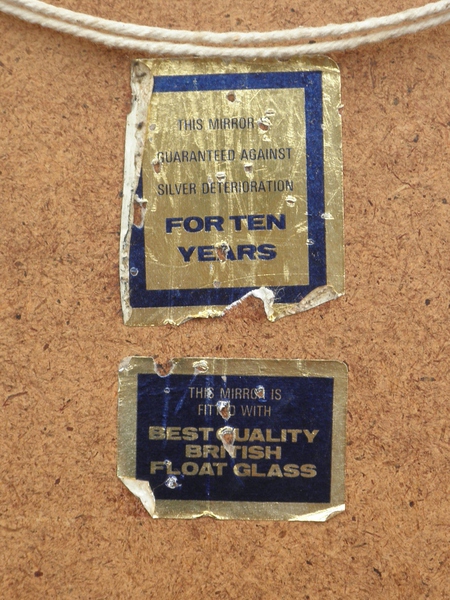 THIS MIRROR IS
GUARANTEED AGAINST
SILVER DETERIORATION
FOR TEN
YEARS
THIS MIRROR IS
FITTED WITH
BEST QUALITY
BRITISH
FLOAT GLASS